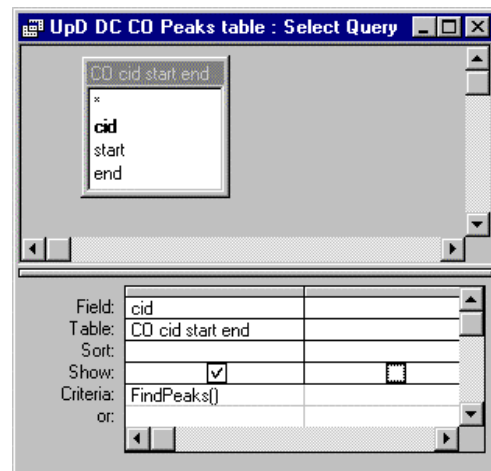 UpD DC CO Peaks table : Select Query
CO cid start end
*
cid
start
end
Field: cid
Table: CO cid start end
Sort:
Show:
Criteria: FindPeaks()
or: